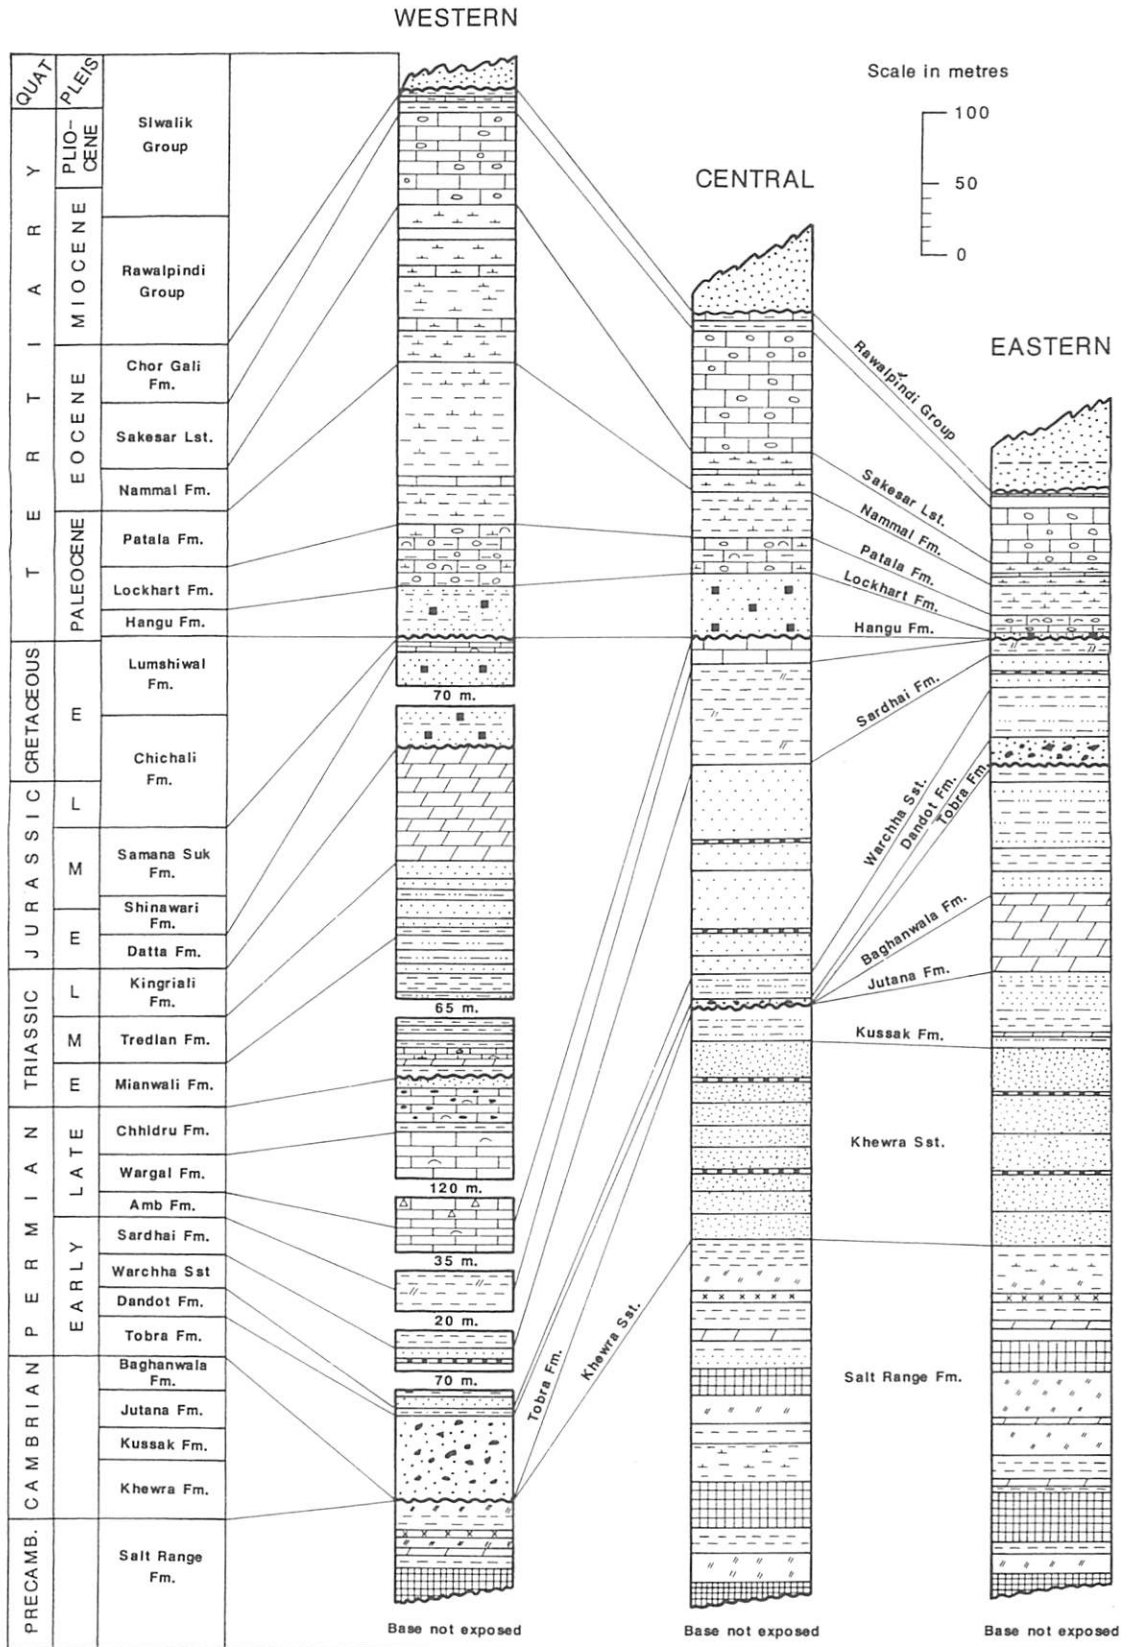 WESTERN
QUAT
PLEIS
Siwalik
Group
Scale in metres
100
50
0
TERTIARY
PLIO-
CENE
CENTRAL
MIOCENE
Rawalpindi
Group
EASTERN
EOCENE
Chor Gali
Fm.
Sakesar Lst.
Nammal Fm.
PALEOCENE
Patala Fm.
Lockhart Fm.
Hangu Fm.
Rawalpindi Group
Sakesar Lst.
Nammal Fm.
Patala Fm.
Lockhart Fm.
Hangu Fm.
CRETACEOUS
E
Lumshiwal
Fm.
70 m.
Sardhai Fm.
Chichali
Fm.
JURASSIC
L
M
Samana Suk
Fm.
E
Shinawari
Fm.
Datta Fm.
Warchha Sst.
Dandot Fm.
Tobra Fm.
Baghanwala Fm.
Jutana Fm.
TRIASSIC
L
Kingriali
Fm.
65 m.
M
Tredian Fm.
Kussak Fm.
E
Mianwali Fm.
PERMIAN
LATE
Chhidru Fm.
Khewra Sst.
Wargal Fm.
120 m.
Amb Fm.
EARLY
Sardhai Fm.
35 m.
Warchha Sst
Dandot Fm.
20 m.
Tobra Fm.
70 m.
Tobra Fm.
Khewra Sst.
Salt Range Fm.
CAMBRIAN
Baghanwala
Fm.
Jutana Fm.
Kussak Fm.
Khewra Fm.
PRECAMB.
Salt Range
Fm.
Base not exposed
Base not exposed
Base not exposed